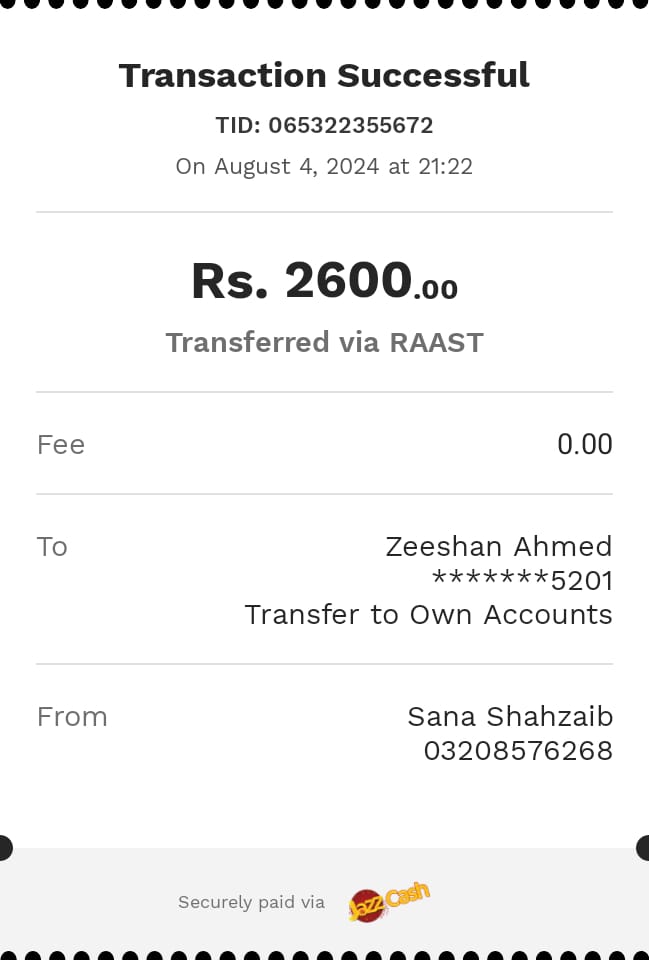 Transaction Successful
TID: 065322355672
On August 4, 2024 at 21:22
Rs. 2600.00
Transferred via RAAST
Fee 0.00
To Zeeshan Ahmed
*******5201
Transfer to Own Accounts
From Sana Shahzaib
03208576268
Securely paid via JazzCash